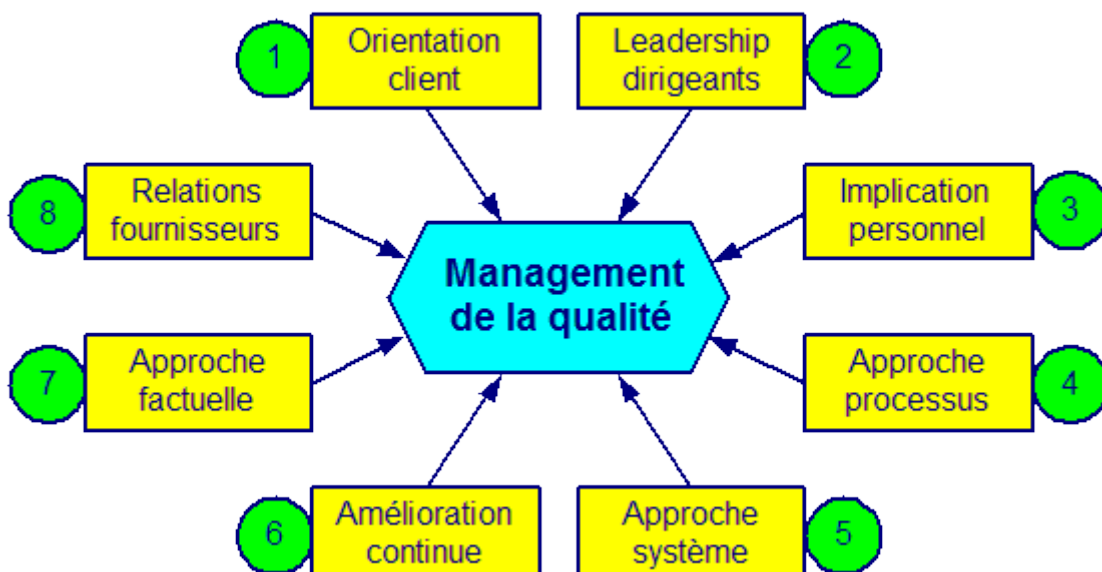 1
Orientation
client
2
Leadership
dirigeants
3
Implication
personnel
4
Approche
processus
5
Approche
système
6
Amélioration
continue
7
Approche
factuelle
8
Relations
fournisseurs
Management
de la qualité